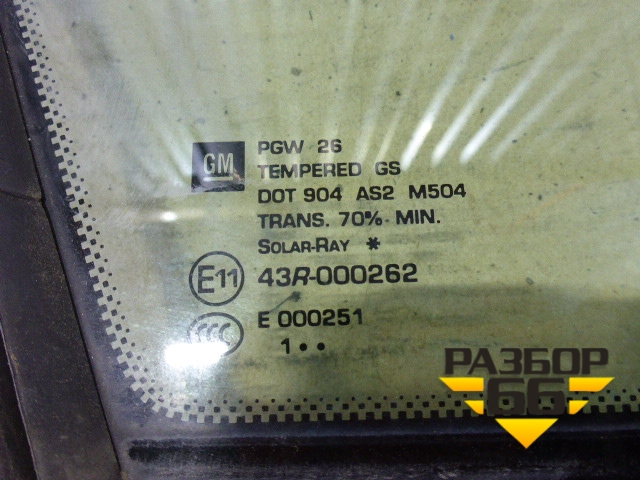 GM
PGW 26
TEMPERED GS
DOT 904 AS2 M504
TRANS. 70% MIN.
SOLAR-RAY *
E11 43R-000262
CCC E 000251
1 • •
РАЗБОР
66